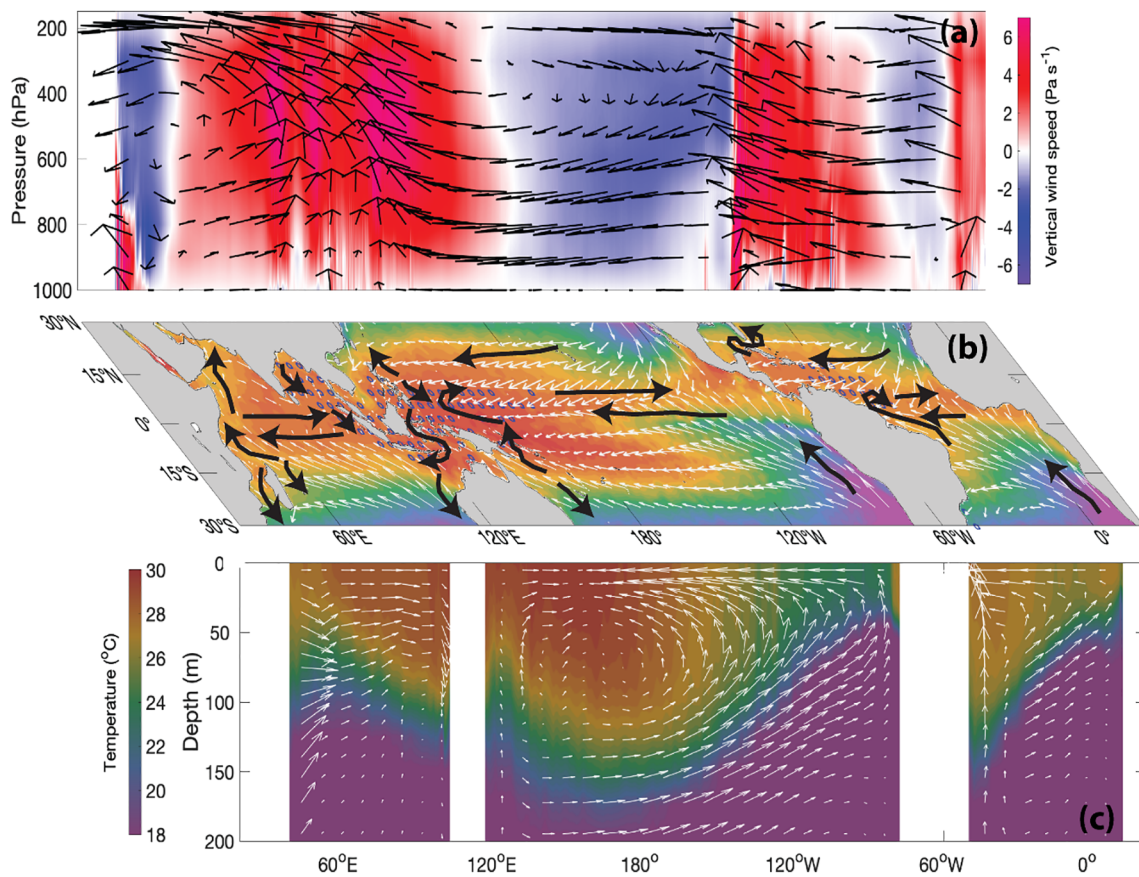 (a)
Pressure (hPa)
200
400
600
800
1000
6
4
2
0
-2
-4
-6
Vertical wind speed (Pa s⁻¹)
(b)
30°N
15°N
0°
15°S
30°S
60°E
120°E
180°
120°W
60°W
0°
Temperature (°C)
30
28
26
24
22
20
18
Depth (m)
0
50
100
150
200
(c)
60°E
120°E
180°
120°W
60°W
0°